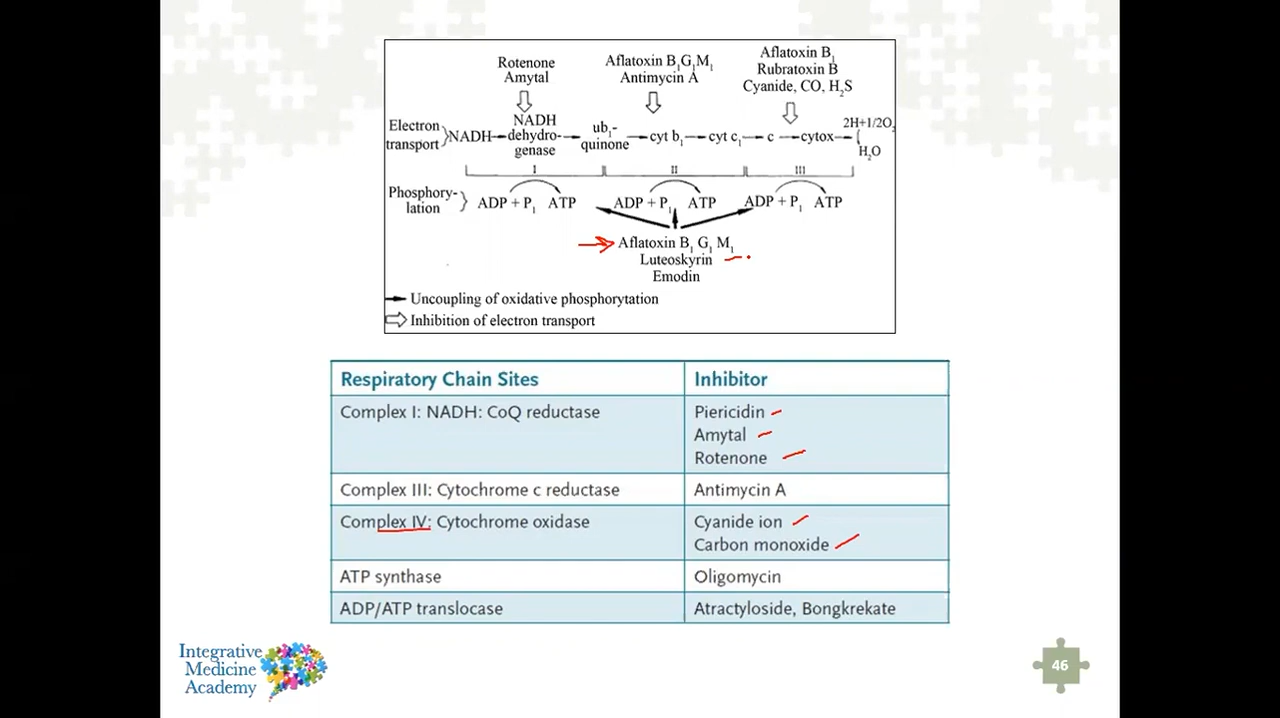 Rotenone
Amytal
Aflatoxin B₁G₁M₁
Antimycin A
Aflatoxin B₁
Rubratoxin B
Cyanide, CO, H₂S
Electron
transport
NADH
NADH
dehydro-
genase
ub₁-
quinone
cyt b₁
cyt c₁
c
cytox
2H+1/2O₂
H₂O
I
II
III
Phosphory-
lation
ADP + P₁ ATP
ADP + P₁ ATP
ADP + P₁ ATP
Aflatoxin B₁ G₁ M₁
Luteoskyrin
Emodin
Uncoupling of oxidative phosphorytation
Inhibition of electron transport
Respiratory Chain Sites Inhibitor
Complex I: NADH: CoQ reductase Piericidin
Amytal
Rotenone
Complex III: Cytochrome c reductase Antimycin A
Complex IV: Cytochrome oxidase Cyanide ion
Carbon monoxide
ATP synthase Oligomycin
ADP/ATP translocase Atractyloside, Bongkrekate
Integrative
Medicine
Academy
46